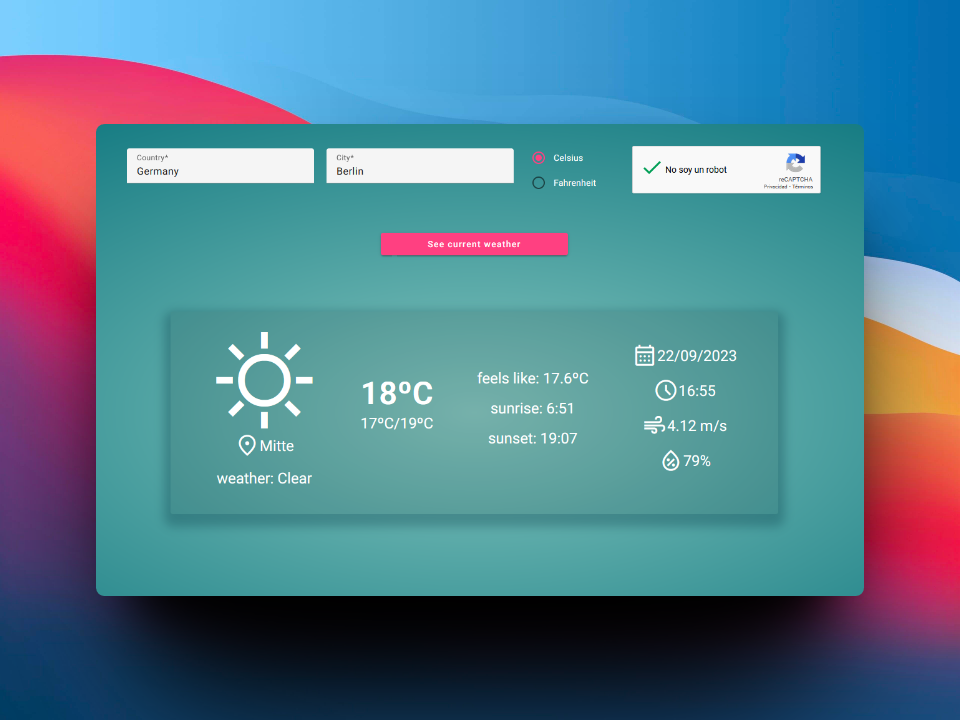 Country*
Germany
City*
Berlin
Celsius
Fahrenheit
No soy un robot
reCAPTCHA
Privacidad - Términos
See current weather
Mitte
weather: Clear
18ºC
17ºC/19ºC
feels like: 17.6ºC
sunrise: 6:51
sunset: 19:07
22/09/2023
16:55
4.12 m/s
79%